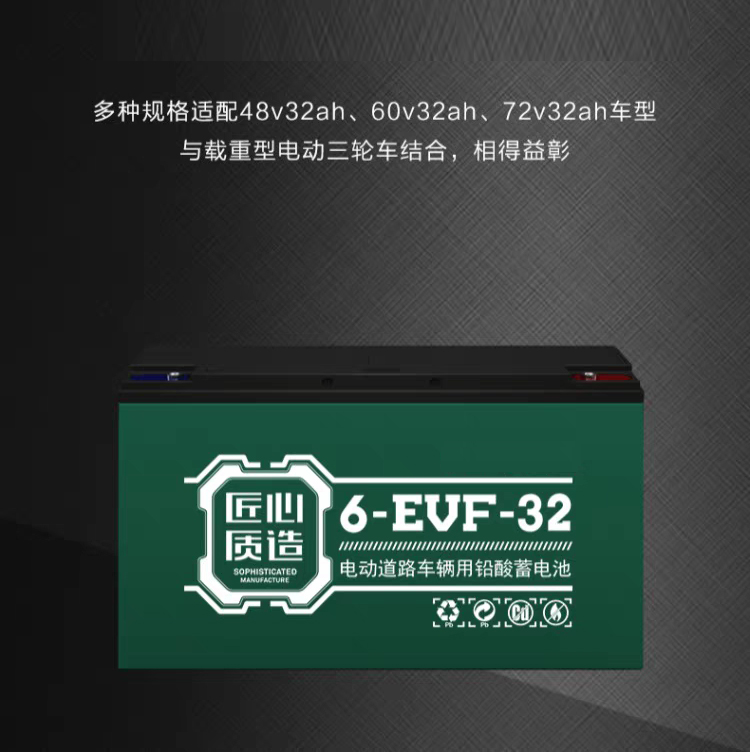 多种规格适配48v32ah、60v32ah、72v32ah车型
与载重型电动三轮车结合，相得益彰
匠心
质造
SOPHISTICATED
MANUFACTURE
6-EVF-32
电动道路车辆用铅酸蓄电池
Pb
Pb
Cd